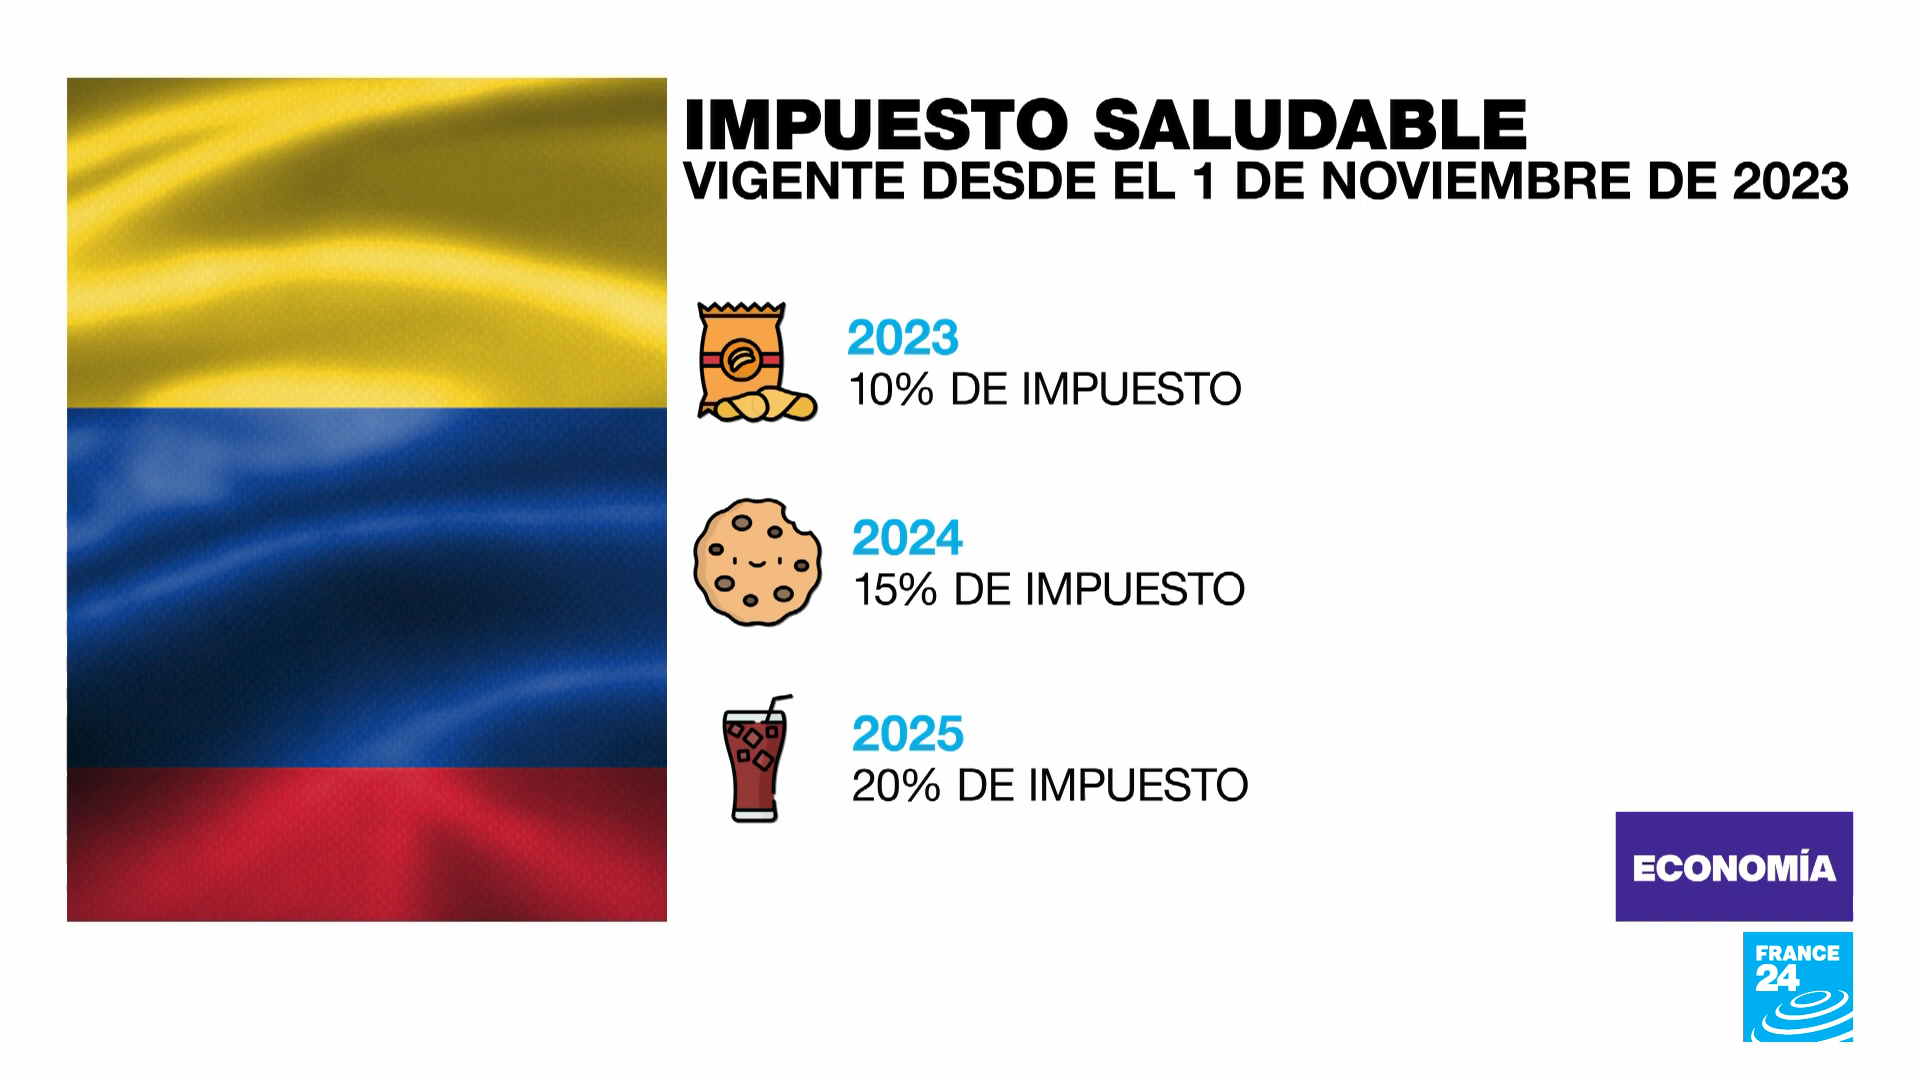 IMPUESTO SALUDABLE
VIGENTE DESDE EL 1 DE NOVIEMBRE DE 2023
2023
10% DE IMPUESTO
2024
15% DE IMPUESTO
2025
20% DE IMPUESTO
ECONOMÍA
FRANCE
24